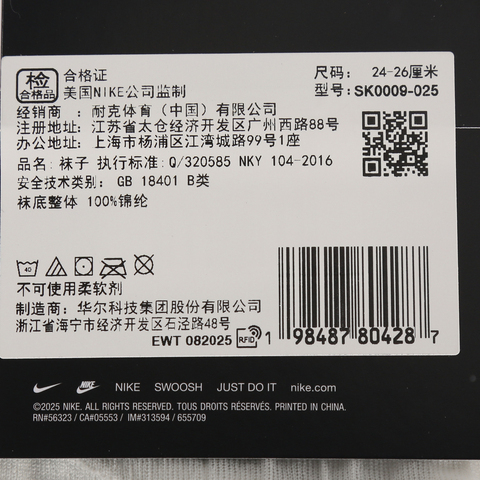 检
合格品
合格证
美国NIKE公司监制
尺码: 24-26厘米
型号: SK0009-025
经销商 : 耐克体育（中国）有限公司
注册地址: 江苏省太仓经济开发区广州西路88号
办公地址: 上海市杨浦区江湾城路99号1座
品名: 袜子 执行标准: Q/320585 NKY 104-2016
安全技术类别: GB 18401 B类
袜底整体 100%锦纶
40
不可使用柔软剂
制造商: 华尔科技集团股份有限公司
浙江省海宁市经济开发区石泾路48号
EWT 082025
RFID
1 98487 80428 7
NIKE SWOOSH JUST DO IT nike.com
©2025 NIKE. ALL RIGHTS RESERVED. TOUS DROITS RÉSERVÉS. PRINTED IN CHINA.
RN#56323 / CA#05553 / IM#313594 / 655709